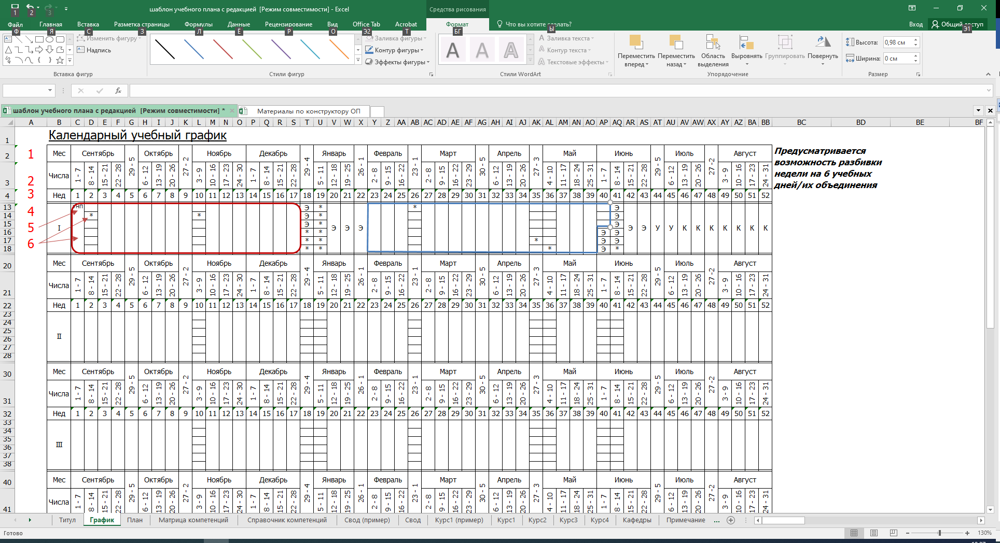 шаблон учебного плана с редакцией  [Режим совместимости] - Excel
Средства рисования
1 2 3
Файл Главная Вставка Разметка страницы Формулы Данные Рецензирование Вид Office Tab Acrobat Формат Что вы хотите сделать? Вход Общий доступ
Ф Я С З Л Ё Р О Э2 Т БГ Ы Э1
Изменить фигуру
Надпись
Вставка фигур
Заливка фигуры
Контур фигуры
Эффекты фигуры
Стили фигур
A A A
Заливка текста
Контур текста
Текстовые эффекты
Стили WordArt
Переместить вперед
Переместить назад
Область выделения
Выровнять
Группировать
Повернуть
Упорядочение
Высота: 0,98 см
Ширина: 0 см
Размер
fx
шаблон учебного плана с редакцией  [Режим совместимости] *
Материалы по конструктору ОП
A B C D E F G H I J K L M N O P Q R S T U V W X Y Z AA AB AC AD AE AF AG AH AI AJ AK AL AM AN AO AP AQ AR AS AT AU AV AW AX AY AZ BA BB BC BD BE BF
1 Календарный учебный график
2 1 Мес Сентябрь 29 - 5 Октябрь 27 - 2 Ноябрь Декабрь 29 - 4 Январь 26 - 1 Февраль 23 - 1 Март 30 - 5 Апрель 27 - 3 Май Июнь 29 - 5 Июль 27 -2 Август
Предусматривается
возможность разбивки
недели на 6 учебных
дней/их объединения
3 2 Числа 1 - 7 8 - 14 15 - 21 22 - 28 6 - 12 13 - 19 20 - 26 3 - 9 10 - 16 17 - 23 24 - 30 1 - 7 8 - 14 15 - 21 22 - 28 5 - 11 12 - 18 19 - 25 2 - 8 9 - 15 16 - 22 2 - 8 9 - 15 16 - 22 23 - 29 6 - 12 13 - 19 20 - 26 4 - 10 11 - 17 18 - 24 25 - 31 1 - 7 8 - 14 15 - 21 22 - 28 6 - 12 13 - 19 20 - 26 3 - 9 10 - 16 17 - 23 24 - 31
4 3 Нед 1 2 3 4 5 6 7 8 9 10 11 12 13 14 15 16 17 18 19 20 21 22 23 24 25 26 27 28 29 30 31 32 33 34 35 36 37 38 39 40 41 42 43 44 45 46 47 48 49 50 51 52
13 4 Э * * Э
14 * * Э * Э
15 5 I Э * Э Э Э Э Э Э У У К К К К К К К
16 * * Э Э
17 6 * * * Э Э
18 * * * Э *
20 Мес Сентябрь 29 - 5 Октябрь 27 - 2 Ноябрь Декабрь 29 - 4 Январь 26 - 1 Февраль 23 - 1 Март 30 - 5 Апрель 27 - 3 Май Июнь 29 - 5 Июль 27 -2 Август
21 Числа 1 - 7 8 - 14 15 - 21 22 - 28 6 - 12 13 - 19 20 - 26 3 - 9 10 - 16 17 - 23 24 - 30 1 - 7 8 - 14 15 - 21 22 - 28 5 - 11 12 - 18 19 - 25 2 - 8 9 - 15 16 - 22 2 - 8 9 - 15 16 - 22 23 - 29 6 - 12 13 - 19 20 - 26 4 - 10 11 - 17 18 - 24 25 - 31 1 - 7 8 - 14 15 - 21 22 - 28 6 - 12 13 - 19 20 - 26 3 - 9 10 - 16 17 - 23 24 - 31
22 Нед 1 2 3 4 5 6 7 8 9 10 11 12 13 14 15 16 17 18 19 20 21 22 23 24 25 26 27 28 29 30 31 32 33 34 35 36 37 38 39 40 41 42 43 44 45 46 47 48 49 50 51 52
23
24
25
26 II
27
28
30 Мес Сентябрь 29 - 5 Октябрь 27 - 2 Ноябрь Декабрь 29 - 4 Январь 26 - 1 Февраль 23 - 1 Март 30 - 5 Апрель 27 - 3 Май Июнь 29 - 5 Июль 27 -2 Август
31 Числа 1 - 7 8 - 14 15 - 21 22 - 28 6 - 12 13 - 19 20 - 26 3 - 9 10 - 16 17 - 23 24 - 30 1 - 7 8 - 14 15 - 21 22 - 28 5 - 11 12 - 18 19 - 25 2 - 8 9 - 15 16 - 22 2 - 8 9 - 15 16 - 22 23 - 29 6 - 12 13 - 19 20 - 26 4 - 10 11 - 17 18 - 24 25 - 31 1 - 7 8 - 14 15 - 21 22 - 28 6 - 12 13 - 19 20 - 26 3 - 9 10 - 16 17 - 23 24 - 31
32 Нед 1 2 3 4 5 6 7 8 9 10 11 12 13 14 15 16 17 18 19 20 21 22 23 24 25 26 27 28 29 30 31 32 33 34 35 36 37 38 39 40 41 42 43 44 45 46 47 48 49 50 51 52
33
34
35
36 III
37
38
40 Мес Сентябрь 29 - 5 Октябрь 27 - 2 Ноябрь Декабрь 29 - 4 Январь 26 - 1 Февраль 23 - 1 Март 30 - 5 Апрель 27 - 3 Май Июнь 29 - 5 Июль 27 -2 Август
41 Числа 1 - 7 8 - 14 15 - 21 22 - 28 6 - 12 13 - 19 20 - 26 3 - 9 10 - 16 17 - 23 24 - 30 1 - 7 8 - 14 15 - 21 22 - 28 5 - 11 12 - 18 19 - 25 2 - 8 9 - 15 16 - 22 2 - 8 9 - 15 16 - 22 23 - 29 6 - 12 13 - 19 20 - 26 4 - 10 11 - 17 18 - 24 25 - 31 1 - 7 8 - 14 15 - 21 22 - 28 6 - 12 13 - 19 20 - 26 3 - 9 10 - 16 17 - 23 24 - 31
Титул График План Матрица компетенций Справочник компетенций Свод (пример) Свод Курс1 (пример) Курс1 Курс2 Курс3 Курс4 Кафедры Примечание ...
Готово 130%